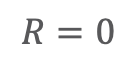 R = 0